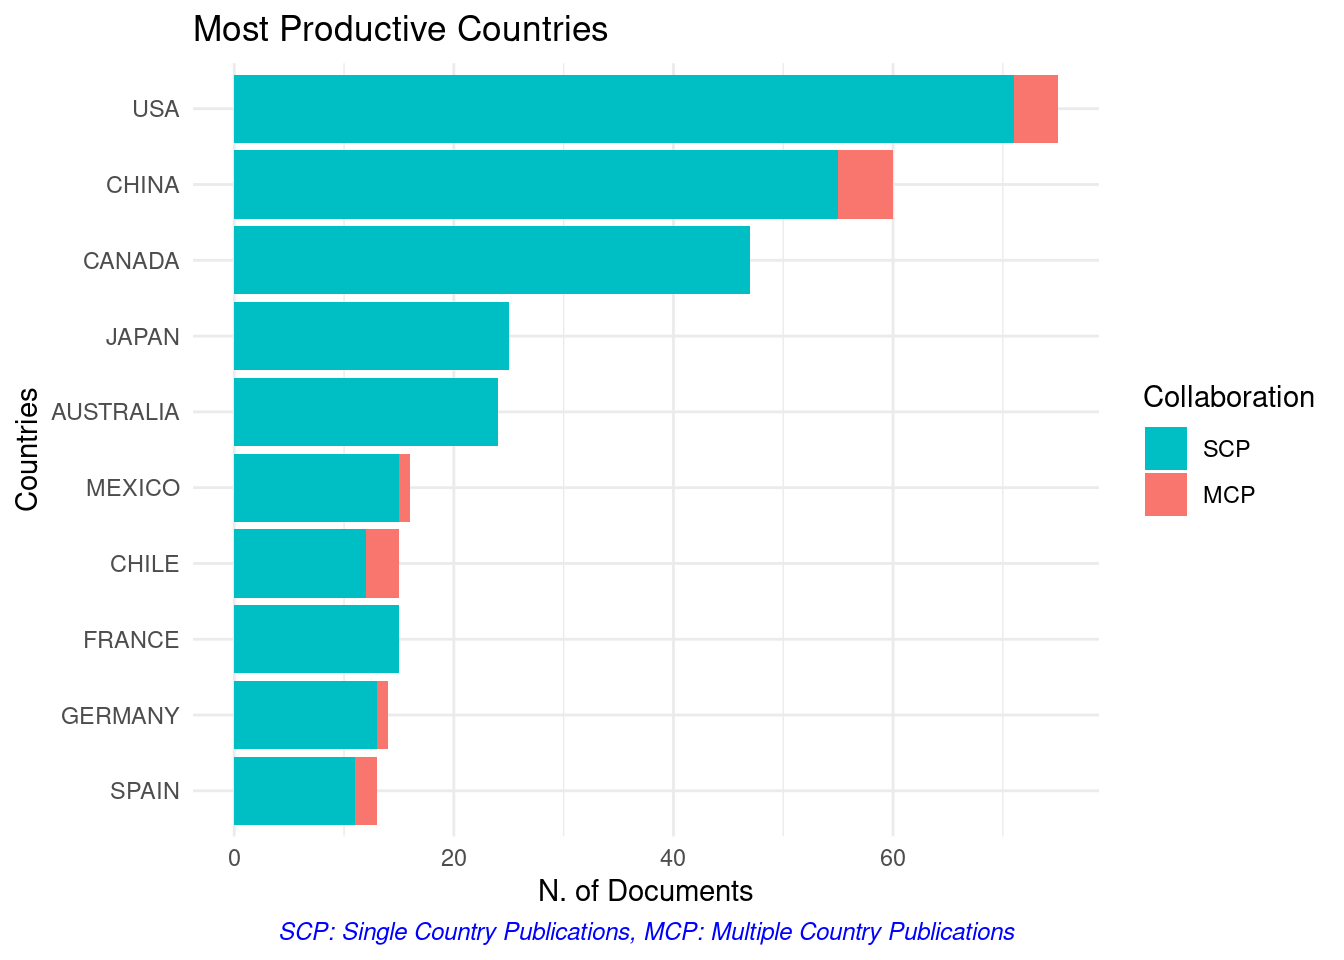 Most Productive Countries
USA
CHINA
CANADA
JAPAN
AUSTRALIA
MEXICO
CHILE
FRANCE
GERMANY
SPAIN
Countries
0 20 40 60
N. of Documents
SCP: Single Country Publications, MCP: Multiple Country Publications
Collaboration
SCP
MCP